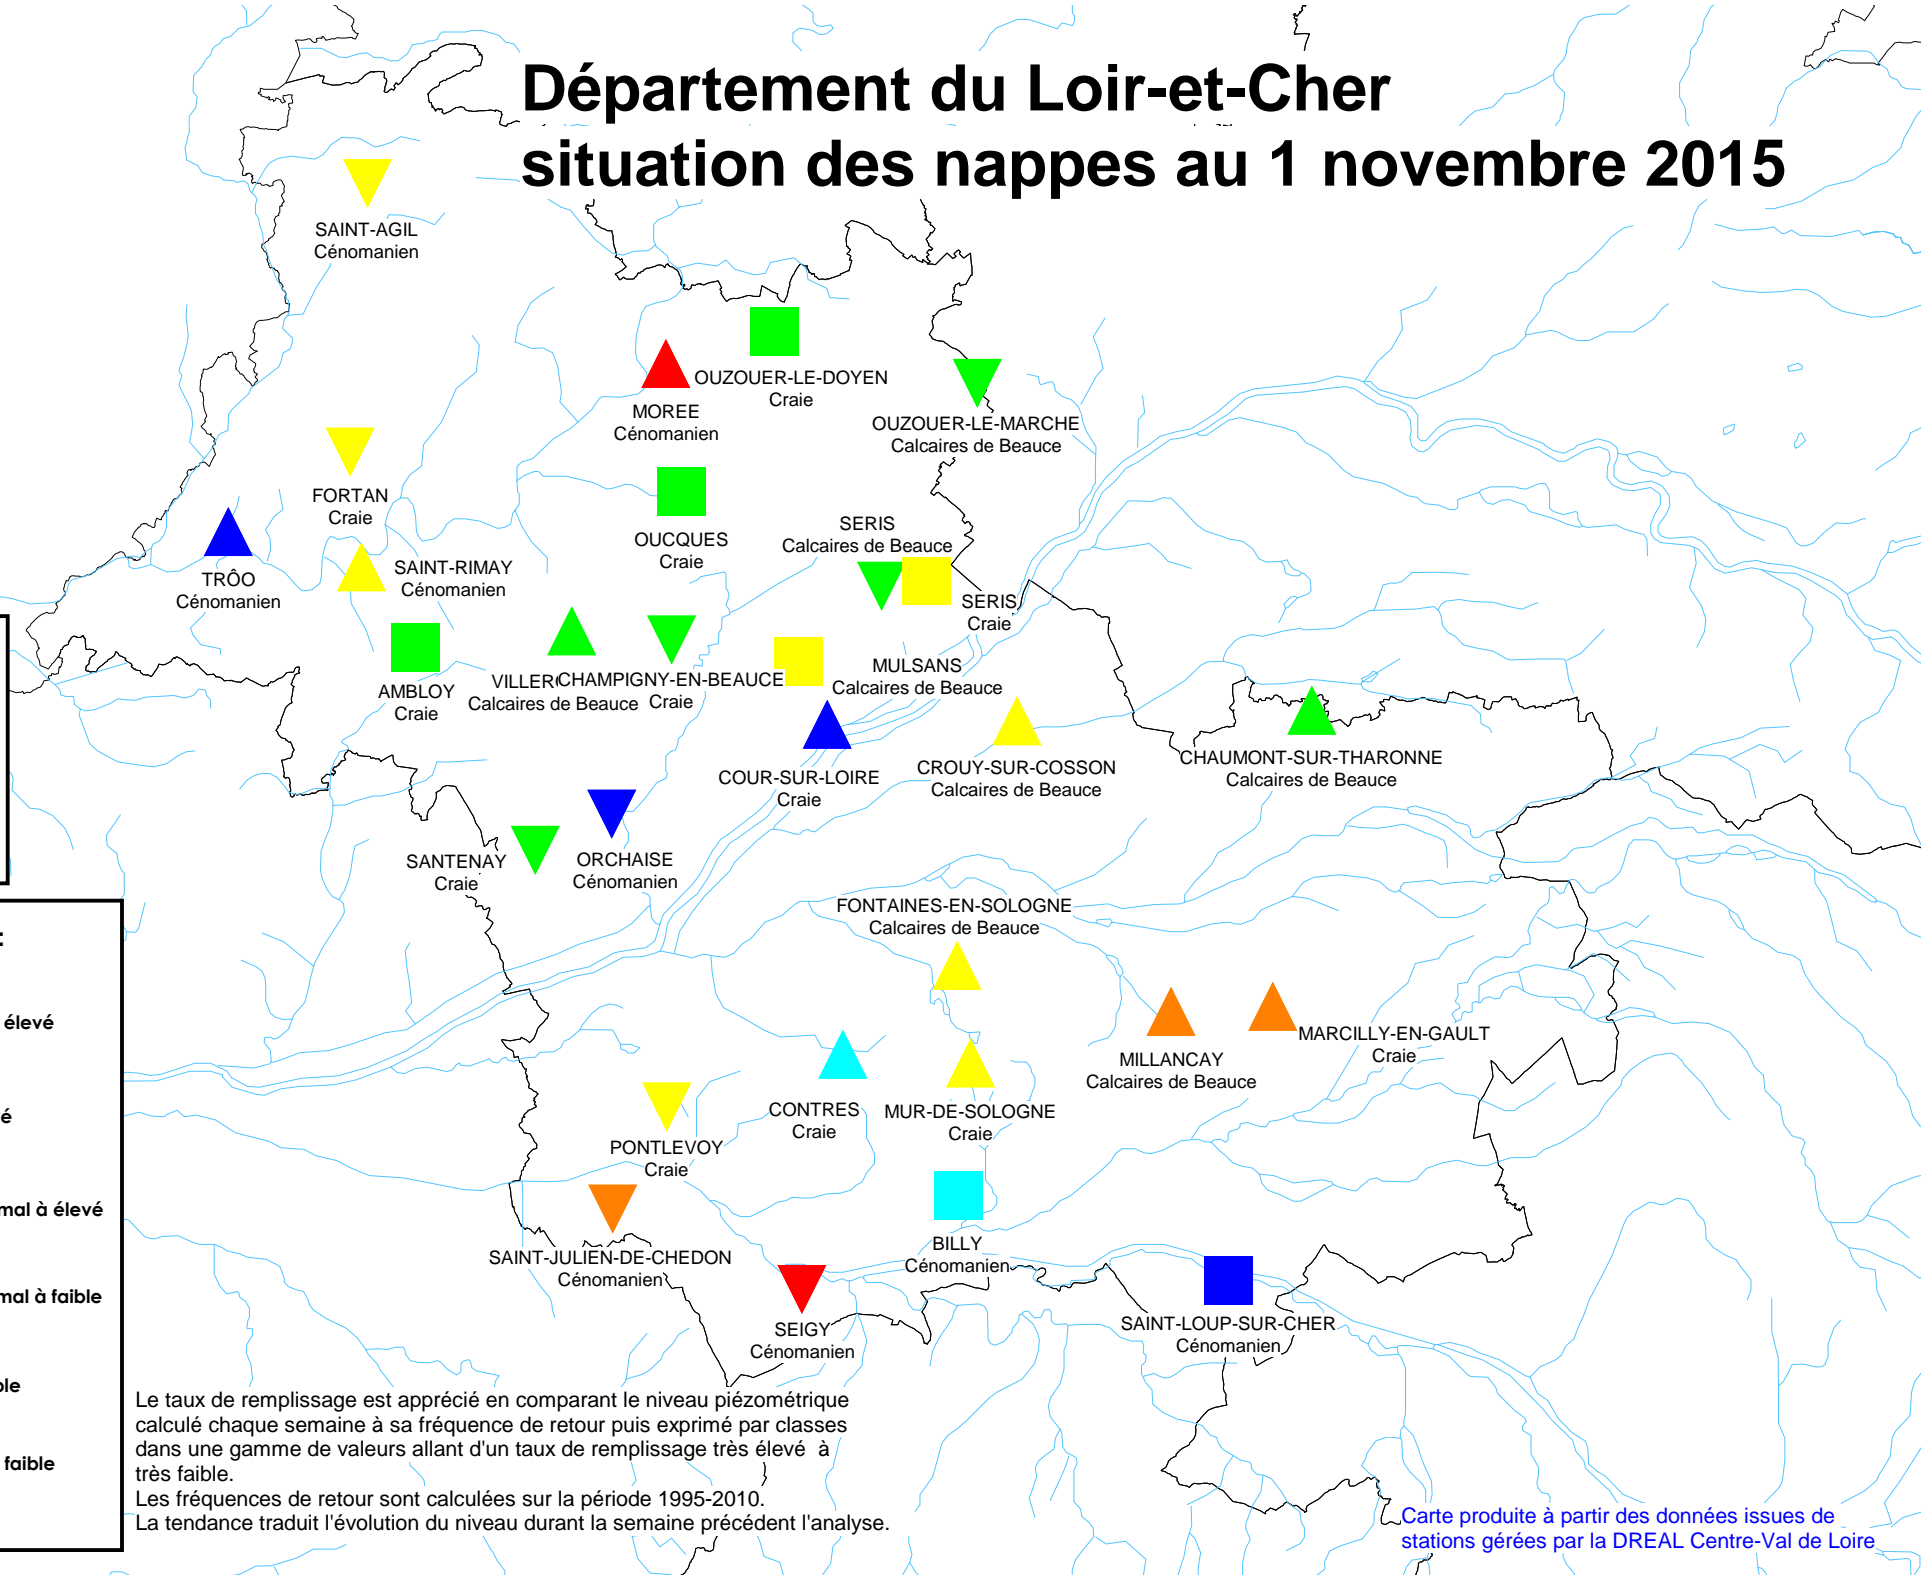 Département du Loir-et-Cher
situation des nappes au 1 novembre 2015
SAINT-AGIL
Cénomanien
OUZOUER-LE-DOYEN
Craie
MOREE
Cénomanien
OUZOUER-LE-MARCHE
Calcaires de Beauce
FORTAN
Craie
OUCQUES
Craie
SERIS
Calcaires de Beauce
TRÔO
Cénomanien
SAINT-RIMAY
Cénomanien
SERIS
Craie
AMBLOY
Craie
CHAMPIGNY-EN-BEAUCE
Craie
Calcaires de Beauce
MULSANS
Calcaires de Beauce
COUR-SUR-LOIRE
Craie
CROUY-SUR-COSSON
Calcaires de Beauce
CHAUMONT-SUR-THARONNE
Calcaires de Beauce
SANTENAY
Craie
ORCHAISE
Cénomanien
FONTAINES-EN-SOLOGNE
Calcaires de Beauce
MILLANCAY
Calcaires de Beauce
MARCILLY-EN-GAULT
Craie
CONTRES
Craie
MUR-DE-SOLOGNE
Craie
PONTLEVOY
Craie
SAINT-JULIEN-DE-CHEDON
Cénomanien
BILLY
Cénomanien
SEIGY
Cénomanien
SAINT-LOUP-SUR-CHER
Cénomanien
:
élevé
é
mal à élevé
mal à faible
ble
faible
Le taux de remplissage est apprécié en comparant le niveau piézométrique
calculé chaque semaine à sa fréquence de retour puis exprimé par classes
dans une gamme de valeurs allant d'un taux de remplissage très élevé à
très faible.
Les fréquences de retour sont calculées sur la période 1995-2010.
La tendance traduit l'évolution du niveau durant la semaine précédent l'analyse.
Carte produite à partir des données issues de
stations gérées par la DREAL Centre-Val de Loire